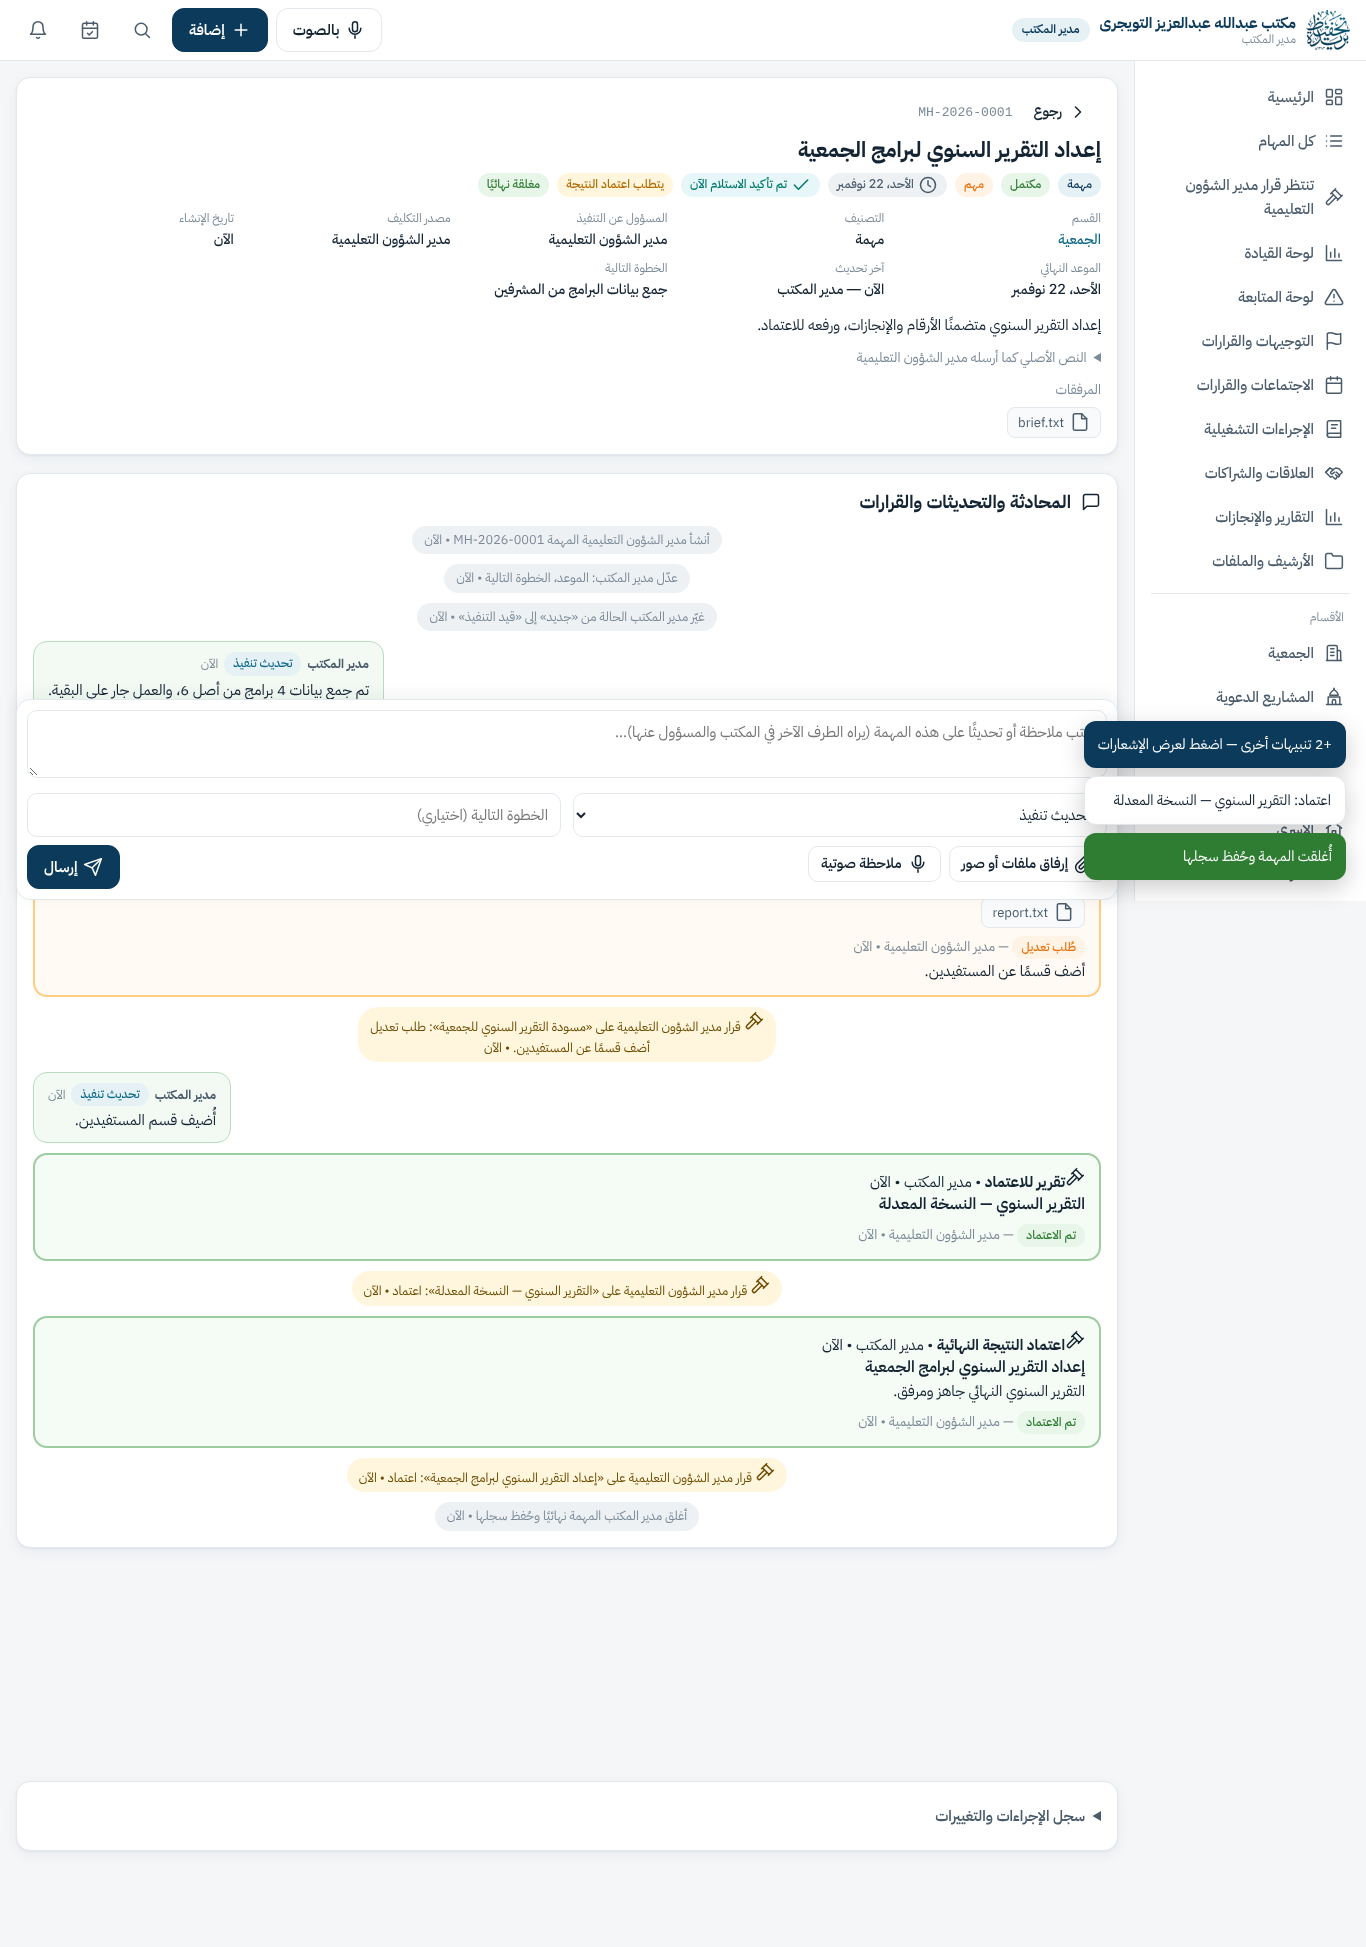 مكتب عبدالله عبدالعزيز التويجري
مدير المكتب
مدير المكتب
بالصوت
إضافة
الرئيسية
كل المهام
تنتظر قرار مدير الشؤون
التعليمية
لوحة القيادة
لوحة المتابعة
التوجيهات والقرارات
الاجتماعات والقرارات
الإجراءات التشغيلية
العلاقات والشراكات
التقارير والإنجازات
الأرشيف والملفات
الأقسام
الجمعية
المشاريع الدعوية
رجوع MH-2026-0001
إعداد التقرير السنوي لبرامج الجمعية
مهمة مكتمل مهم الأحد، 22 نوفمبر تم تأكيد الاستلام الآن يتطلب اعتماد النتيجة مغلقة نهائيًا
القسم التصنيف المسؤول عن التنفيذ مصدر التكليف تاريخ الإنشاء
الجمعية مهمة مدير الشؤون التعليمية مدير الشؤون التعليمية الآن
الموعد النهائي آخر تحديث الخطوة التالية
الأحد، 22 نوفمبر الآن — مدير المكتب جمع بيانات البرامج من المشرفين
إعداد التقرير السنوي متضمنًا الأرقام والإنجازات، ورفعه للاعتماد.
النص الأصلي كما أرسله مدير الشؤون التعليمية
المرفقات
brief.txt
المحادثة والتحديثات والقرارات
أنشأ مدير الشؤون التعليمية المهمة MH-2026-0001 • الآن
عدّل مدير المكتب: الموعد، الخطوة التالية • الآن
غيّر مدير المكتب الحالة من «جديد» إلى «قيد التنفيذ» • الآن
مدير المكتب تحديث تنفيذ الآن
تم جمع بيانات 4 برامج من أصل 6، والعمل جار على البقية.
ملاحظة أو تحديثًا على هذه المهمة (يراه الطرف الآخر في المكتب والمسؤول عنها)...
تنفيذ
الخطوة التالية (اختياري)
إرفاق ملفات أو صور
ملاحظة صوتية
إرسال
+2 تنبيهات أخرى — اضغط لعرض الإشعارات
اعتماد: التقرير السنوي — النسخة المعدلة
أُغلقت المهمة وحُفظ سجلها
report.txt
طُلب تعديل — مدير الشؤون التعليمية • الآن
أضف قسمًا عن المستفيدين.
قرار مدير الشؤون التعليمية على «مسودة التقرير السنوي للجمعية»: طلب تعديل
أضف قسمًا عن المستفيدين. • الآن
مدير المكتب تحديث تنفيذ الآن
أُضيف قسم المستفيدين.
تقرير للاعتماد • مدير المكتب • الآن
التقرير السنوي — النسخة المعدلة
تم الاعتماد — مدير الشؤون التعليمية • الآن
قرار مدير الشؤون التعليمية على «التقرير السنوي — النسخة المعدلة»: اعتماد • الآن
اعتماد النتيجة النهائية • مدير المكتب • الآن
إعداد التقرير السنوي لبرامج الجمعية
التقرير السنوي النهائي جاهز ومرفق.
تم الاعتماد — مدير الشؤون التعليمية • الآن
قرار مدير الشؤون التعليمية على «إعداد التقرير السنوي لبرامج الجمعية»: اعتماد • الآن
أغلق مدير المكتب المهمة نهائيًا وحُفظ سجلها • الآن
سجل الإجراءات والتغييرات